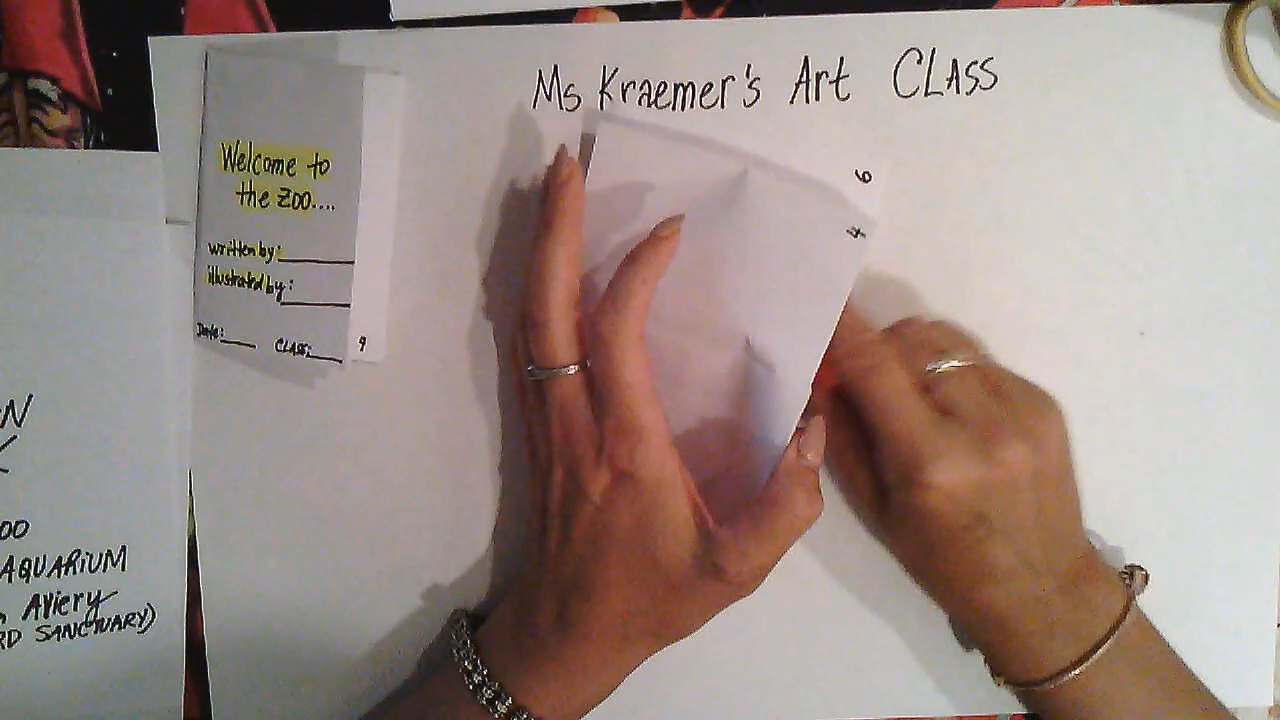 Ms Kraemer's Art CLASS
Welcome to
the ZOO....
written by:
illustrated by:
Date: CLASS:
9
6
4
N
OO
AQUARIUM
Aviery
RD SANCTUARY)